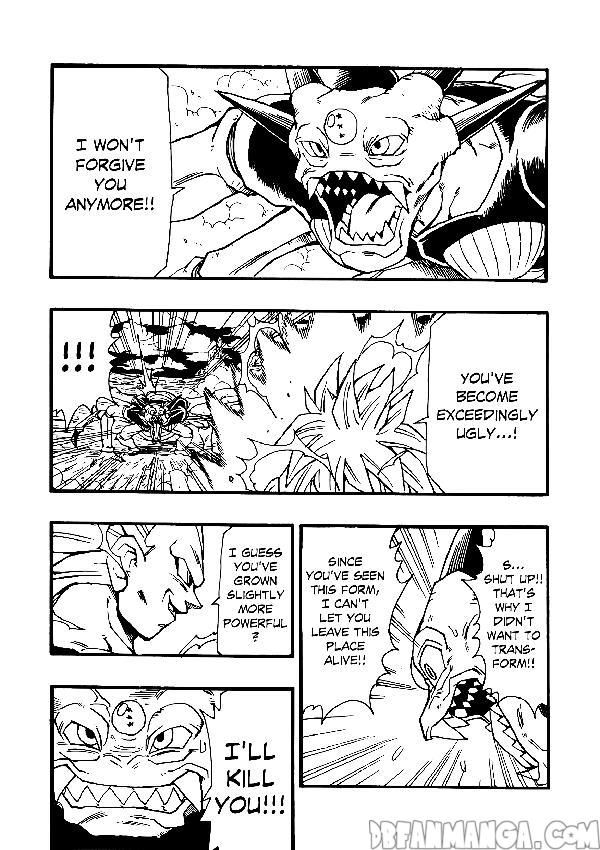 I WON'T
FORGIVE
YOU
ANYMORE!!
YOU'VE
BECOME
EXCEEDINGLY
UGLY...!
!!!
S...
SHUT UP!!
THAT'S
WHY I
DIDN'T
WANT TO
TRANS-
FORM!!
SINCE
YOU'VE SEEN
THIS FORM,
I CAN'T
LET YOU
LEAVE THIS
PLACE
ALIVE!!
I GUESS
YOU'VE
GROWN
SLIGHTLY
MORE
POWERFUL
?
I'LL
KILL
YOU!!!
DBFANMANGA.COM